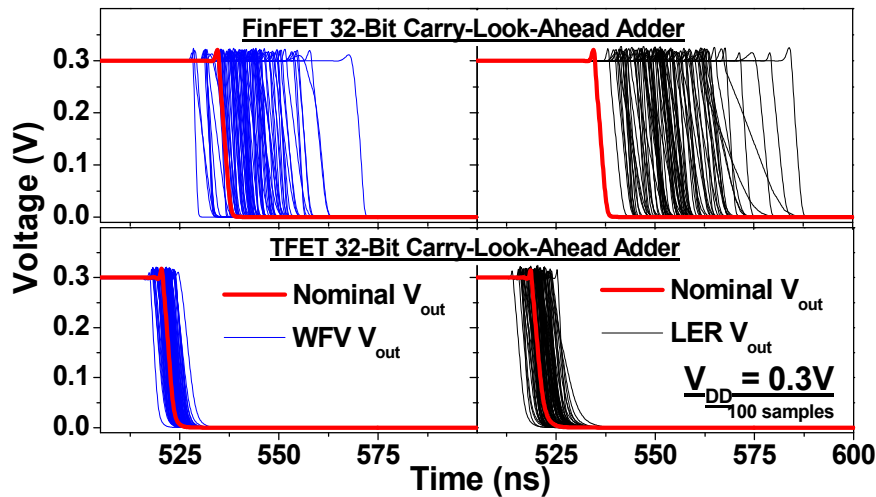 FinFET 32-Bit Carry-Look-Ahead Adder
0.3
0.2
0.1
0.0
Voltage (V)
TFET 32-Bit Carry-Look-Ahead Adder
0.3
0.2
0.1
0.0
Nominal Vout
WFV Vout
Nominal Vout
LER Vout
VDD = 0.3V
100 samples
525 550 575 525 550 575 600
Time (ns)